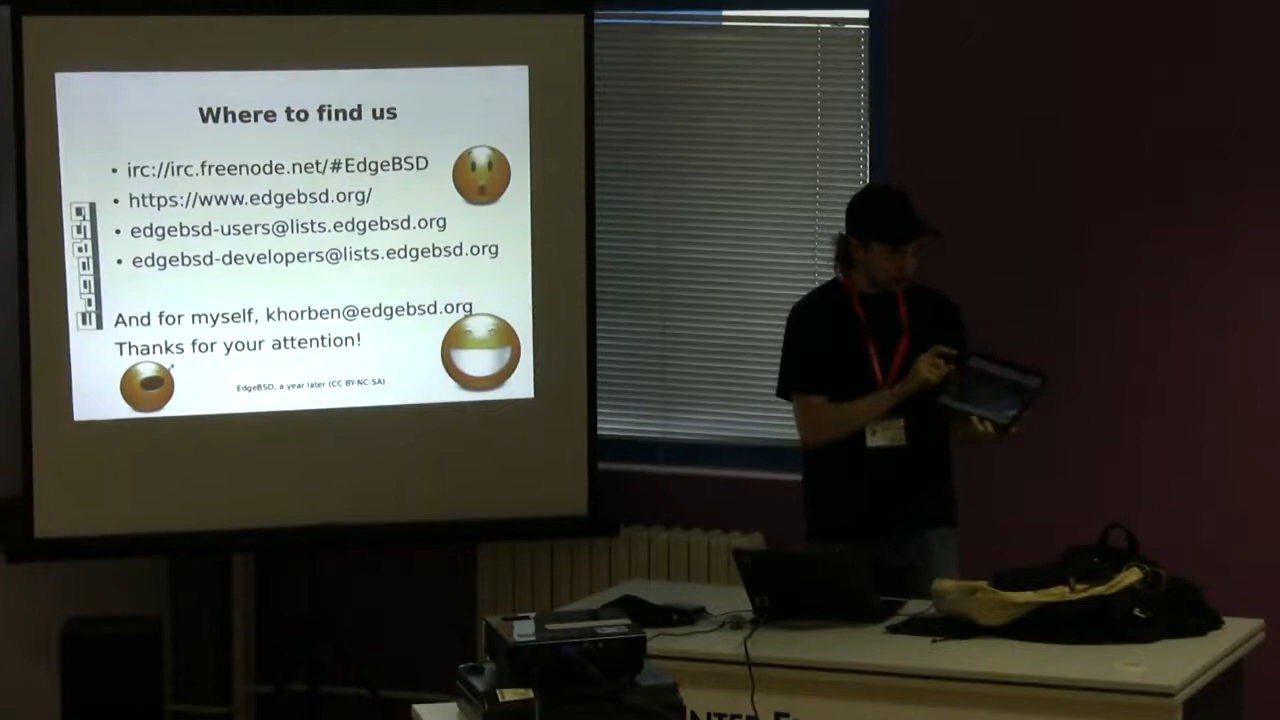 Where to find us
• irc://irc.freenode.net/#EdgeBSD
• https://www.edgebsd.org/
• edgebsd-users@lists.edgebsd.org
• edgebsd-developers@lists.edgebsd.org
And for myself, khorben@edgebsd.org
Thanks for your attention!
EdgeBSD, a year later (CC BY-NC-SA)